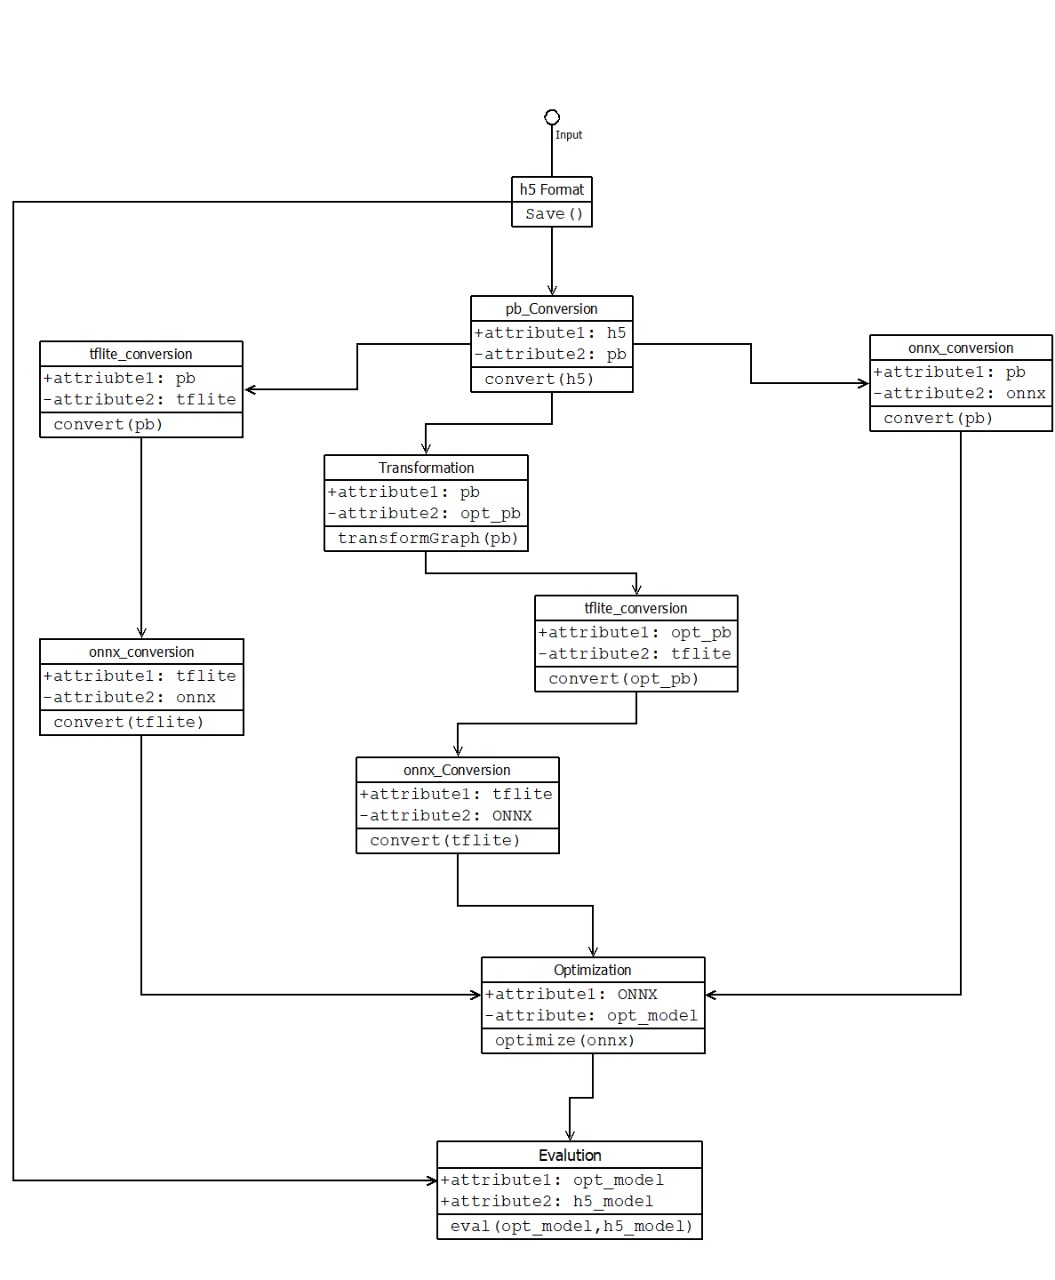 Input
h5 Format
Save()
pb_Conversion
+attribute1: h5
-attribute2: pb
convert(h5)
tflite_conversion
+attriubte1: pb
-attribute2: tflite
convert(pb)
onnx_conversion
+attribute1: pb
-attribute2: onnx
convert(pb)
Transformation
+attribute1: pb
-attribute2: opt_pb
transformGraph(pb)
tflite_conversion
+attribute1: opt_pb
-attribute2: tflite
convert(opt_pb)
onnx_conversion
+attribute1: tflite
-attribute2: onnx
convert(tflite)
onnx_Conversion
+attribute1: tflite
-attribute2: ONNX
convert(tflite)
Optimization
+attribute1: ONNX
-attribute: opt_model
optimize(onnx)
Evalution
+attribute1: opt_model
+attribute2: h5_model
eval(opt_model,h5_model)